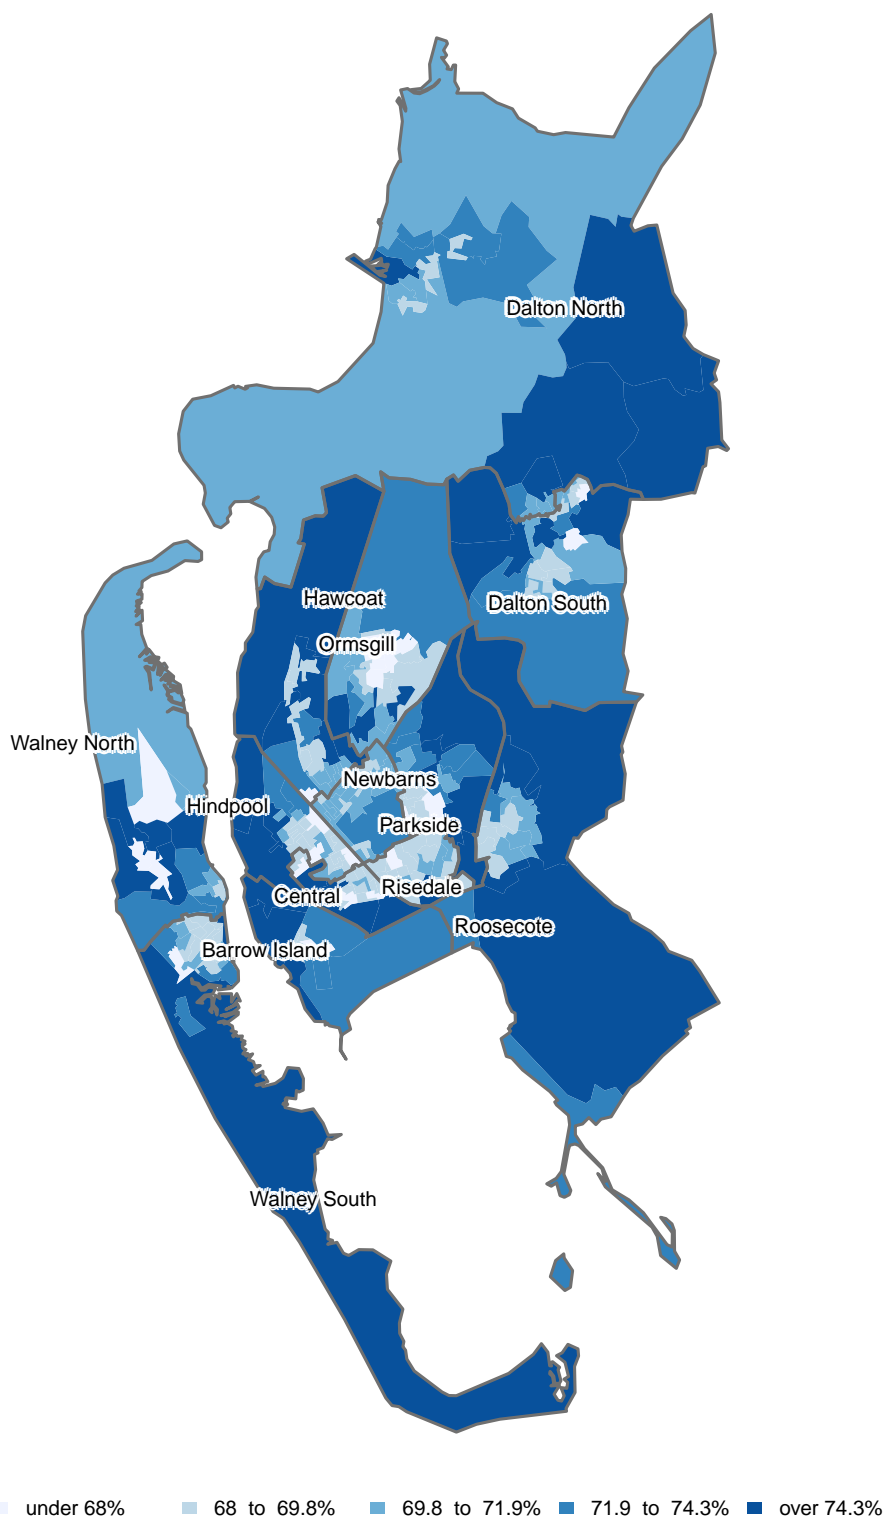 Dalton North
Hawcoat
Dalton South
Ormsgill
Walney North
Newbarns
Hindpool
Parkside
Risedale
Central
Roosecote
Barrow Island
Walney South
under 68%
68 to 69.8%
69.8 to 71.9%
71.9 to 74.3%
over 74.3%